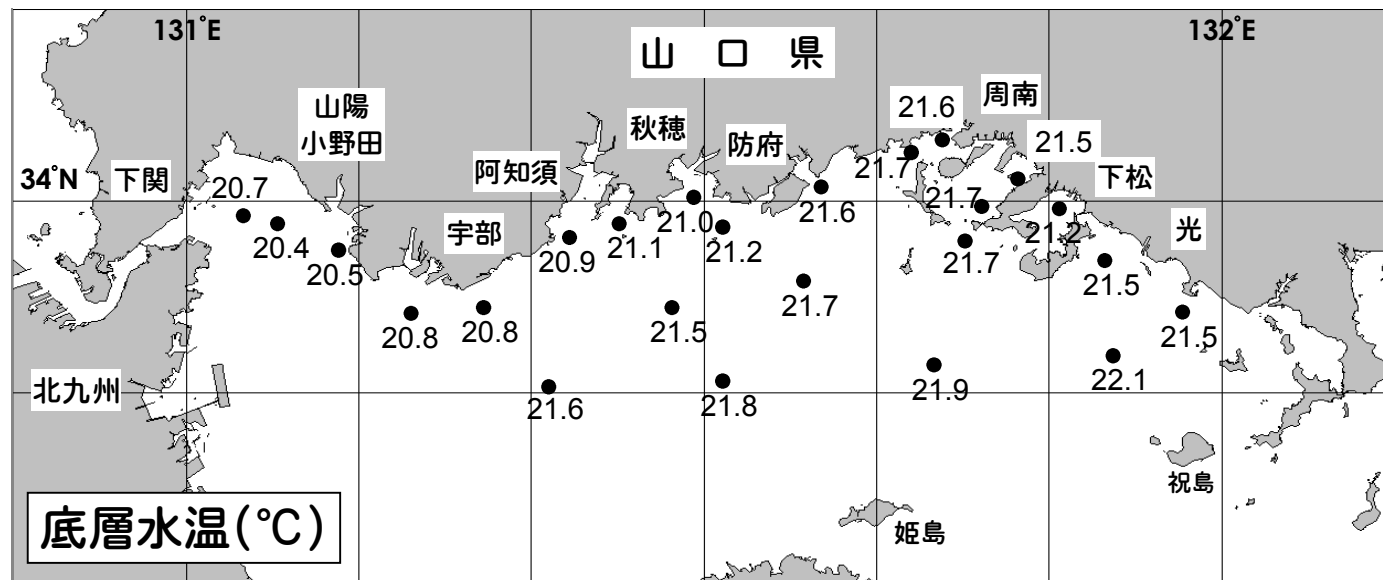 131°E
132°E
山 口 県
山陽
小野田
秋穂
防府
21.6
周南
21.5
下松
34°N
下関
20.7
阿知須
21.7
21.7
21.6
20.4
宇部
21.0
21.1
21.2
21.2
光
20.5
20.9
21.7
21.5
21.7
20.8
20.8
21.5
21.5
22.1
21.9
北九州
21.6
21.8
祝島
姫島
底層水温(℃)